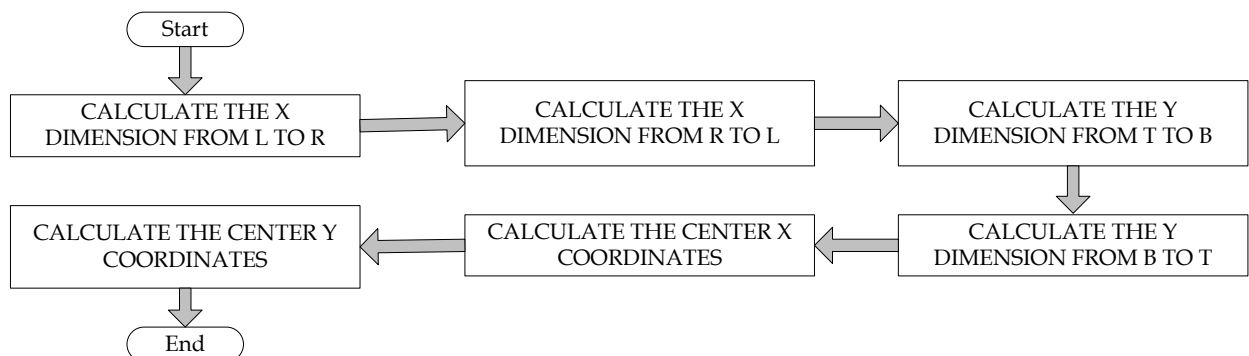 Start
CALCULATE THE X
DIMENSION FROM L TO R
CALCULATE THE X
DIMENSION FROM R TO L
CALCULATE THE Y
DIMENSION FROM T TO B
CALCULATE THE Y
DIMENSION FROM B TO T
CALCULATE THE CENTER X
COORDINATES
CALCULATE THE CENTER Y
COORDINATES
End